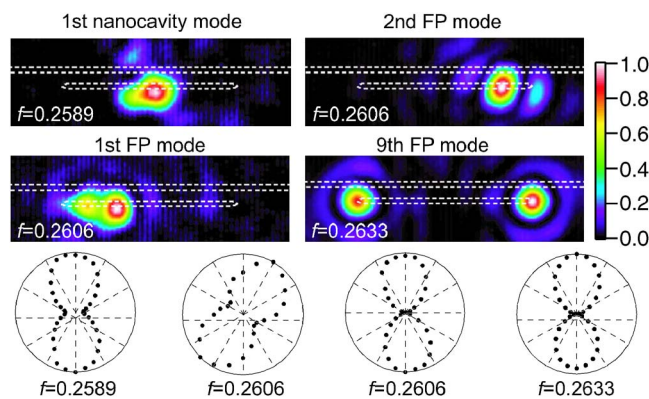 1st nanocavity mode
2nd FP mode
f=0.2589
f=0.2606
1.0
0.8
0.6
0.4
0.2
0.0
1st FP mode
9th FP mode
f=0.2606
f=0.2633
f=0.2589
f=0.2606
f=0.2606
f=0.2633